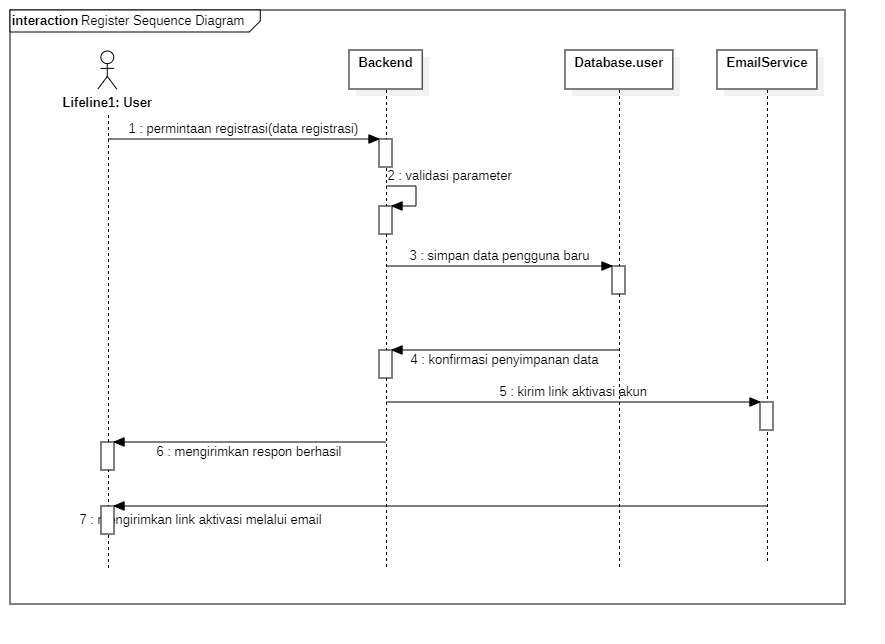 interaction Register Sequence Diagram
Backend
Database.user
EmailService
Lifeline1: User
1 : permintaan registrasi(data registrasi)
2 : validasi parameter
3 : simpan data pengguna baru
4 : konfirmasi penyimpanan data
5 : kirim link aktivasi akun
6 : mengirimkan respon berhasil
7 : mengirimkan link aktivasi melalui email